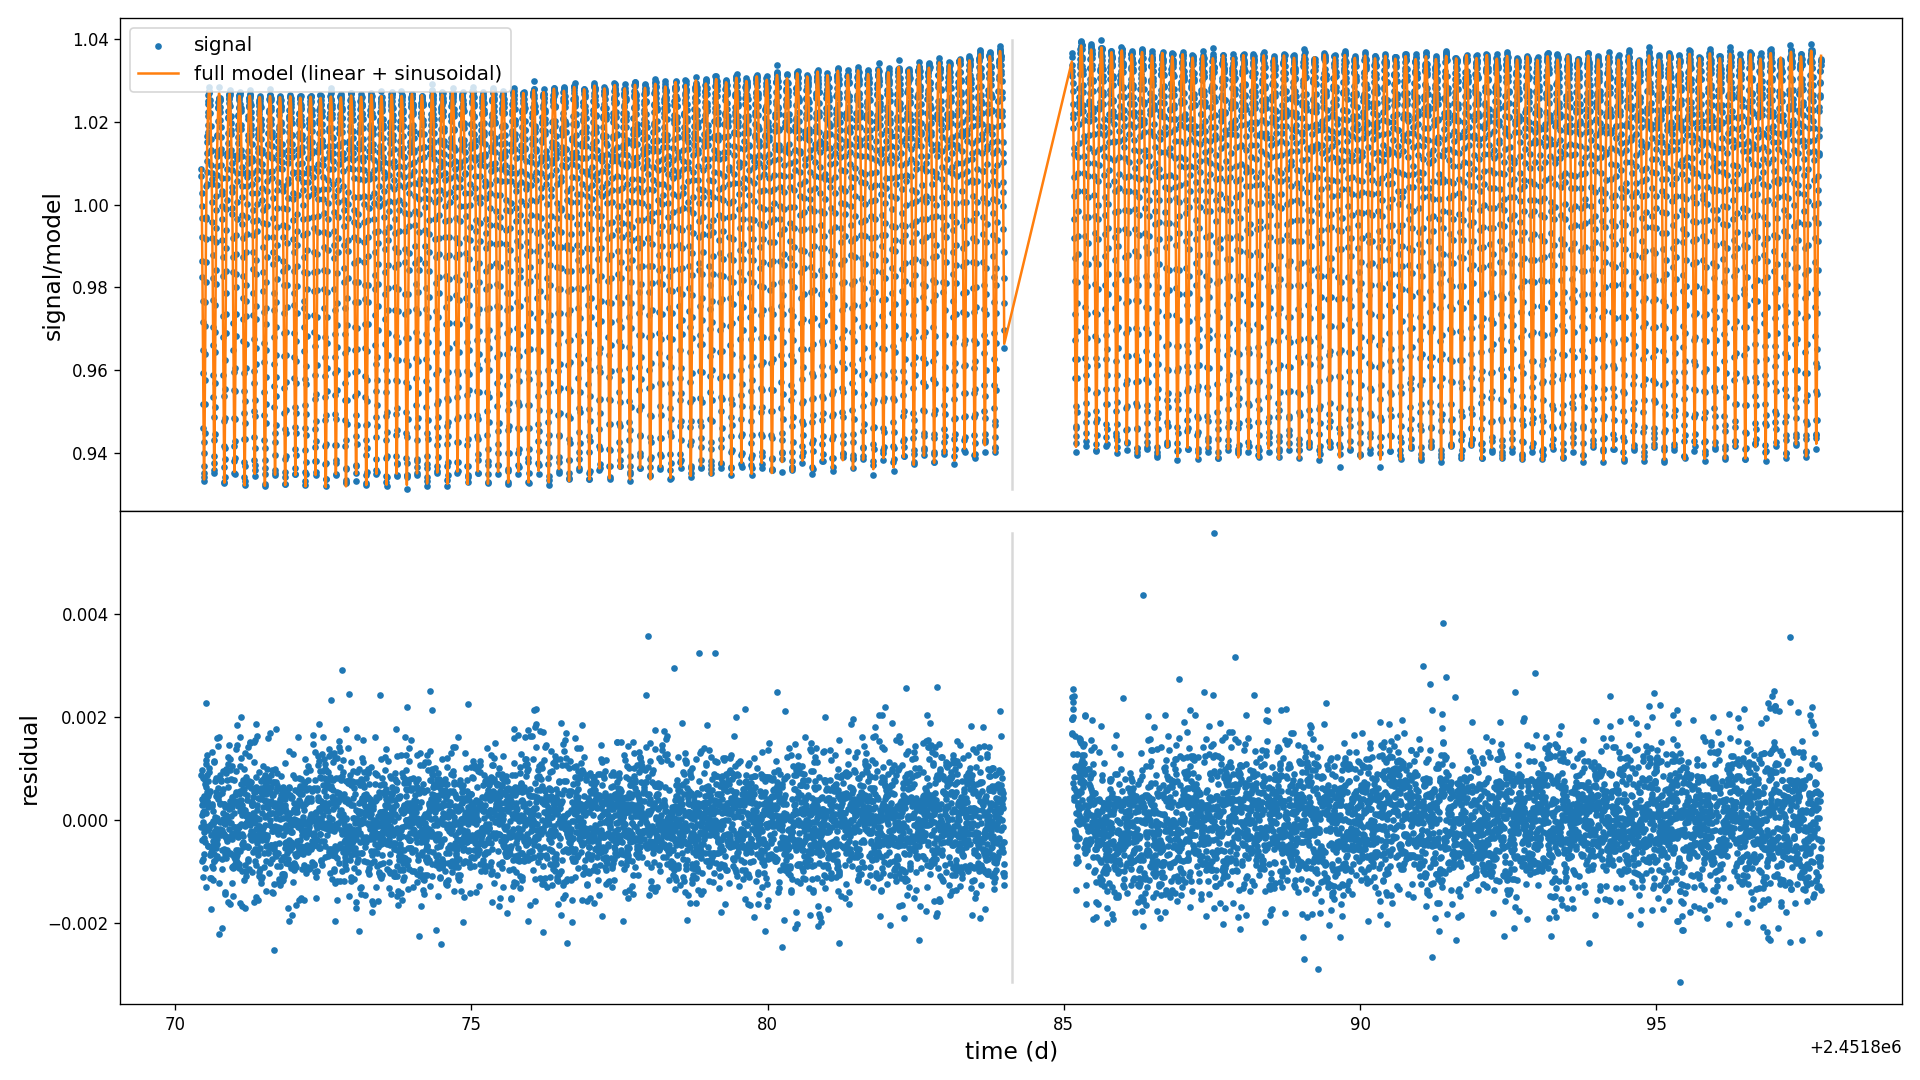 1.04
1.02
1.00
0.98
0.96
0.94
signal/model
signal
full model (linear + sinusoidal)
0.004
0.002
0.000
−0.002
residual
70 75 80 85 90 95
time (d)
+2.4518e6